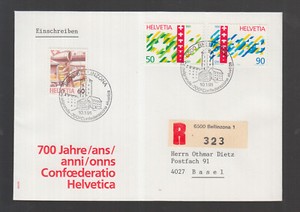 Einschreiben
HELVETIA
HELVETIA
50
90
BELLINZONA
HELVETIA
R
6500 Bellinzona 1
323
700 Jahre/ans/
anni/onns
Confœderatio
Helvetica
Herrn Othmar Dietz
Postfach 91
4027 Basel